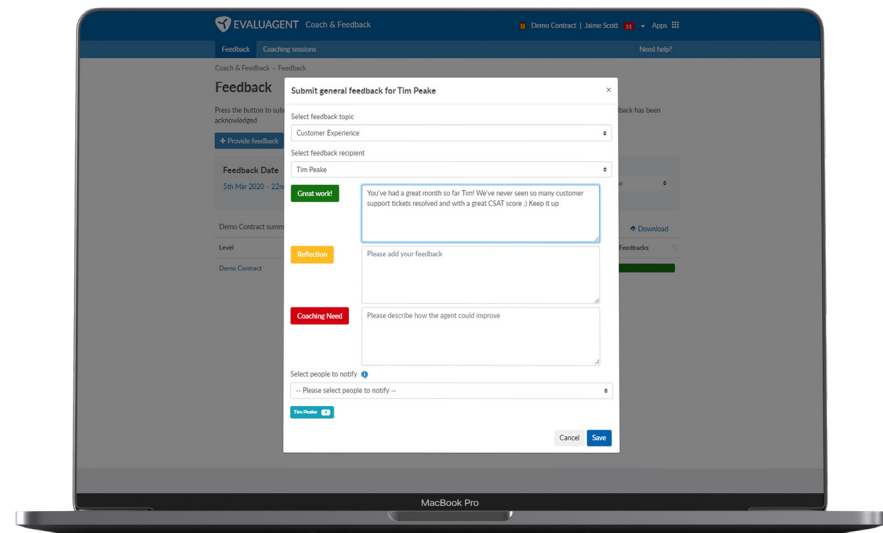 EVALUAGENT Coach & Feedback
Demo Contract | Jaime Scott 11 Apps
Feedback Coaching sessions Need help?
Coach & Feedback › Feedback
Feedback
Press the button to sub
back has been
acknowledged
+ Provide feedback
Feedback Date
5th Mar 2020 - 22n
Demo Contract summ
Download
Level
Feedbacks
Demo Contract
Submit general feedback for Tim Peake ×
Select feedback topic
Customer Experience
Select feedback recipient
Tim Peake
Great work!
You've had a great month so far Tim! We've never seen so many customer
support tickets resolved and with a great CSAT score ;) Keep it up
Reflection
Please add your feedback
Coaching Need
Please describe how the agent could improve
Select people to notify
-- Please select people to notify --
Tim Peake
Cancel Save
MacBook Pro